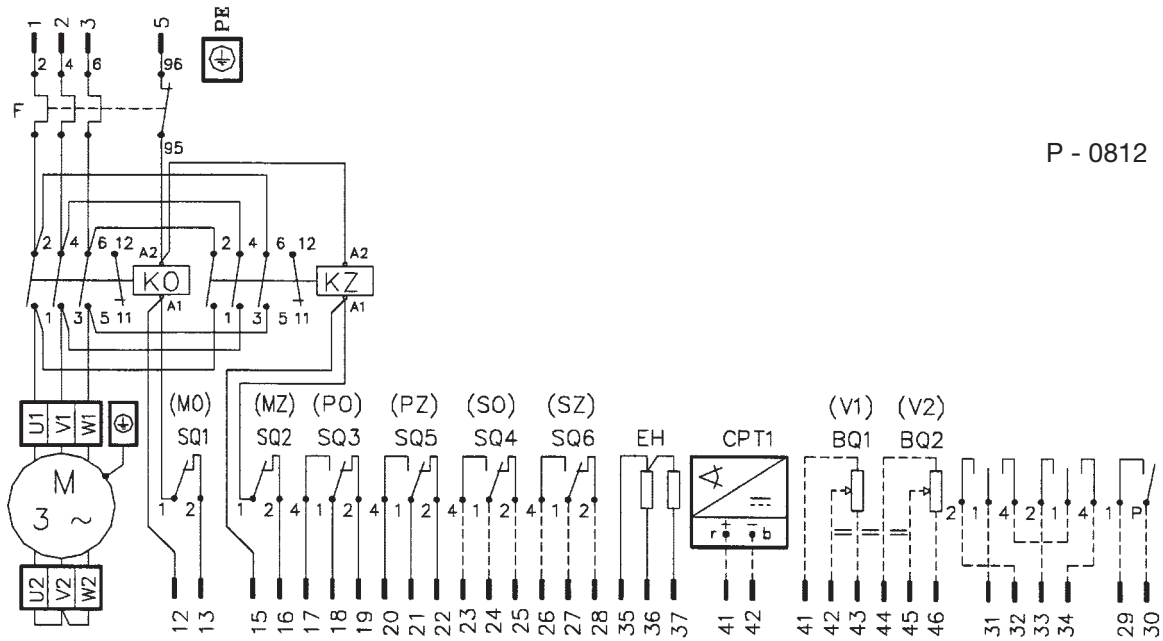 1 2 3 5 PE
2 4 6 96
F
95
P - 0812
2 4 6 12 A2 2 4 6 12 A2
KO KZ
1 3 5 11 A1 1 3 5 11 A1
U1 V1 W1
(MO) (MZ) (PO) (PZ) (SO) (SZ) (V1) (V2)
SQ1 SQ2 SQ3 SQ5 SQ4 SQ6 EH CPT1 BQ1 BQ2
M
3 ~
1 2 1 2 4 1 2 4 1 2 4 1 2 4 1 2 2 1 4 2 1 4 1 P
r + − b
U2 V2 W2
12 13 15 16 17 18 19 20 21 22 23 24 25 26 27 28 35 36 37 41 42 41 42 43 44 45 46 31 32 33 34 29 30